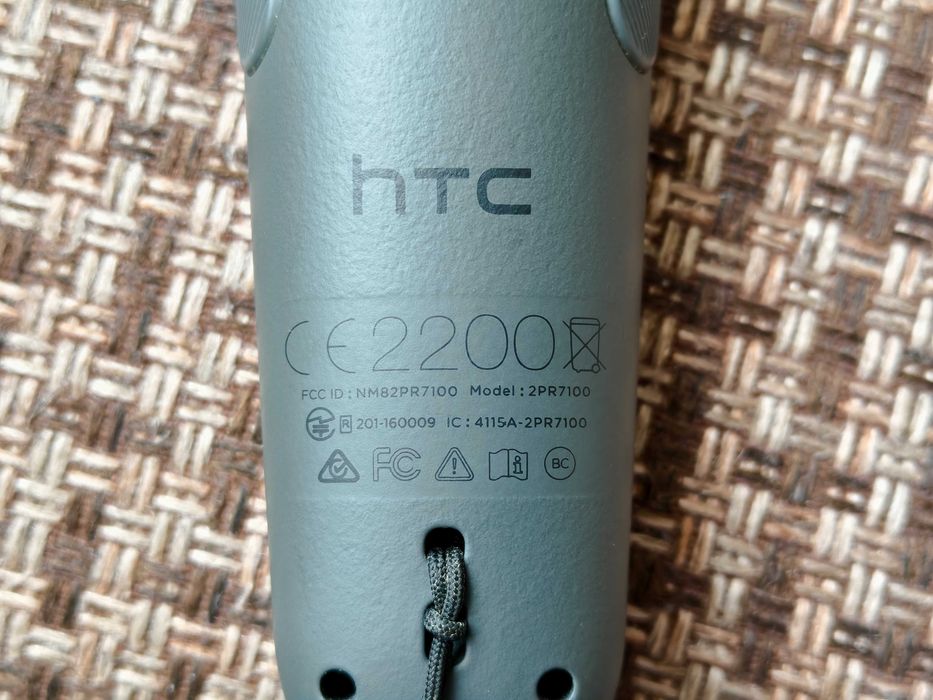 hTC
CE2200
FCC ID : NM82PR7100 Model : 2PR7100
R 201-160009 IC : 4115A-2PR7100
FC BC